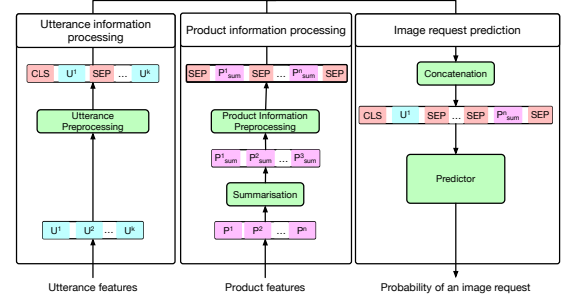 Utterance information
processing
CLS U¹ SEP ... Uᵏ
Utterance
Preprocessing
U¹ U² ... Uᵏ
Utterance features
Product information processing
SEP P¹sum SEP ... Pⁿsum SEP
Product Information
Preprocessing
P¹sum P²sum ... P³sum
Summarisation
P¹ P² ... Pⁿ
Product features
Image request prediction
Concatenation
CLS U¹ SEP ... SEP Pⁿsum SEP
Predictor
Probability of an image request